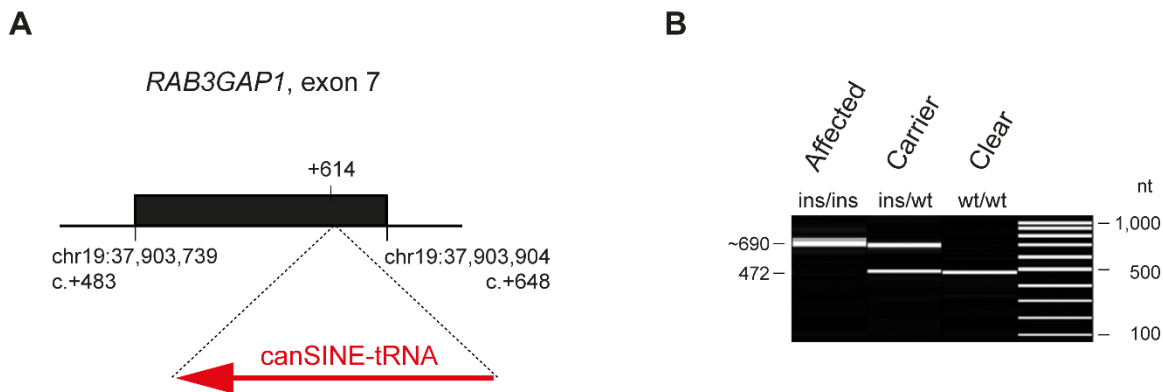 A
RAB3GAP1, exon 7
+614
chr19:37,903,739
c.+483
chr19:37,903,904
c.+648
canSINE-tRNA
B
Affected
Carrier
Clear
ins/ins
ins/wt
wt/wt
nt
~690
472
1,000
500
100